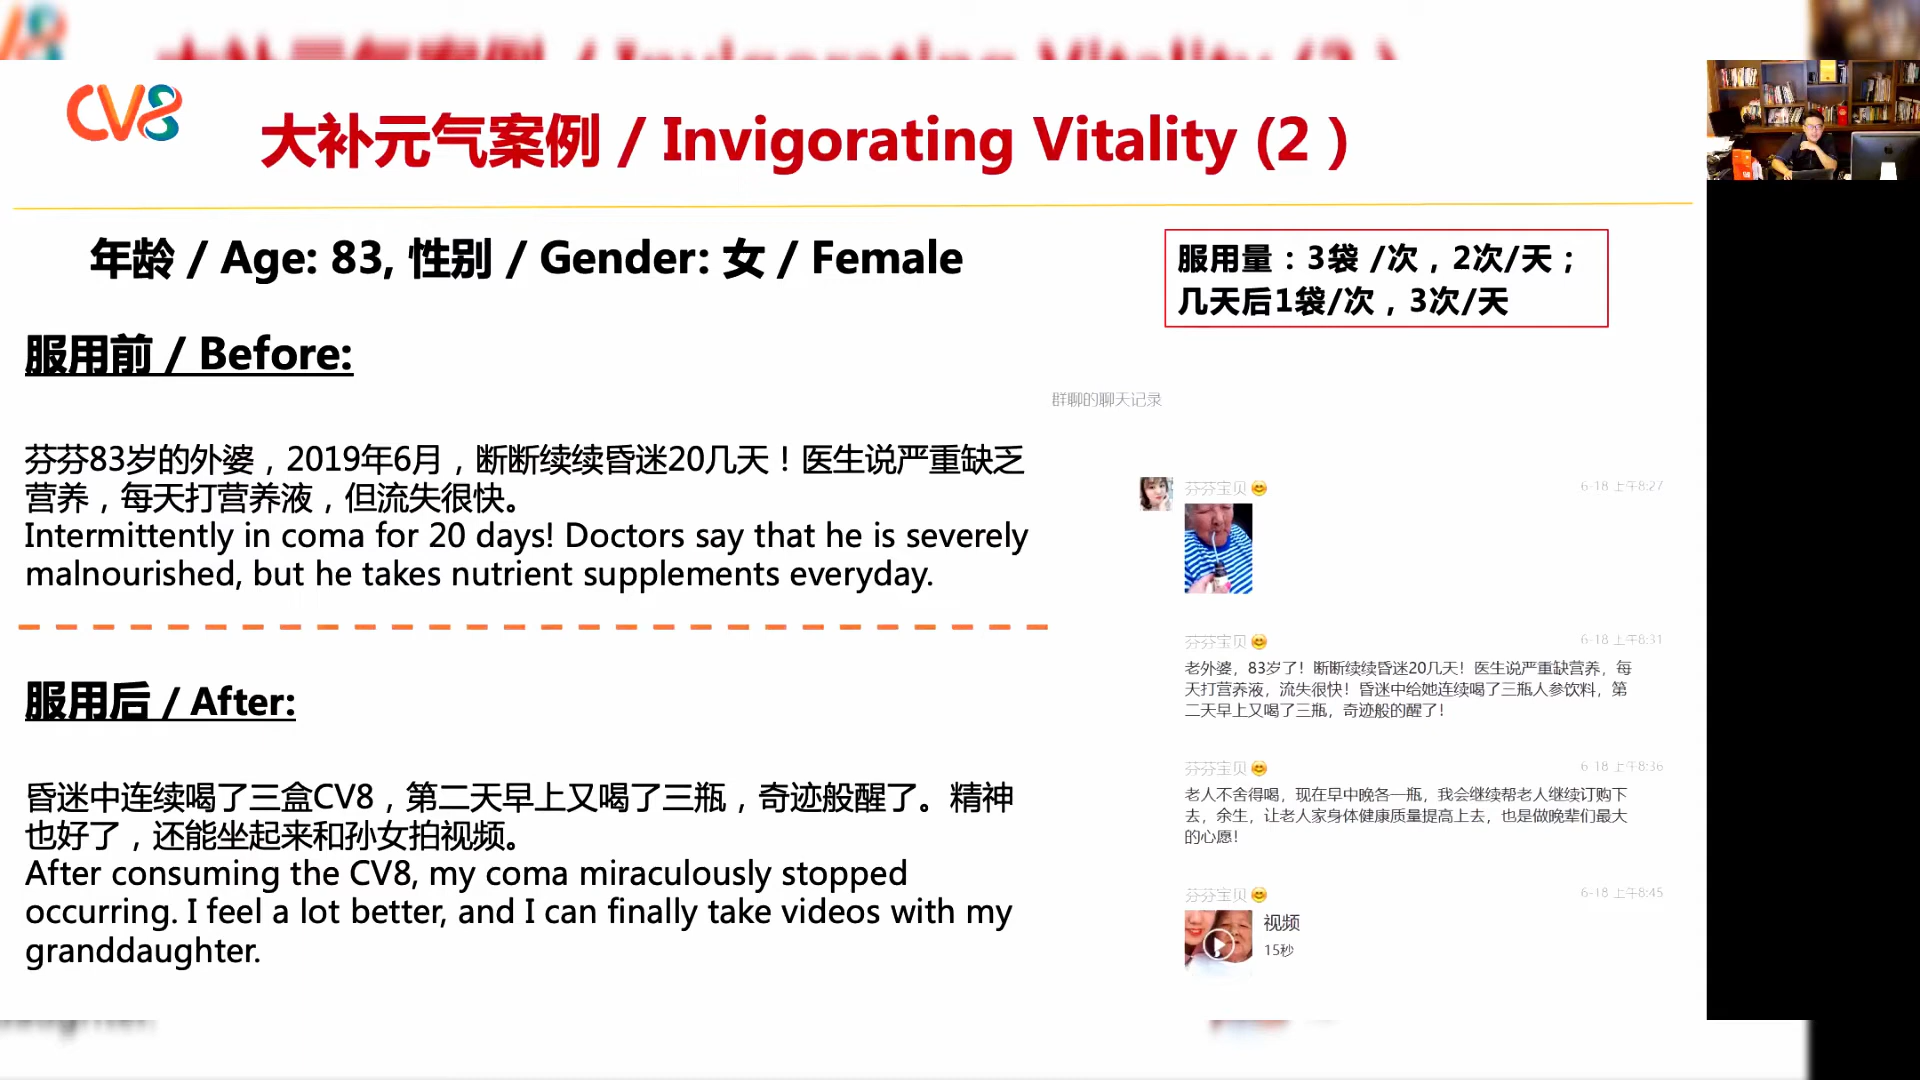 CV8
大补元气案例 / Invigorating Vitality (2 )
年龄 / Age: 83, 性别 / Gender: 女 / Female
服用量：3袋 /次，2次/天；
几天后1袋/次，3次/天
服用前 / Before:
芬芬83岁的外婆，2019年6月，断断续续昏迷20几天！医生说严重缺乏
营养，每天打营养液，但流失很快。
Intermittently in coma for 20 days! Doctors say that he is severely
malnourished, but he takes nutrient supplements everyday.
服用后 / After:
昏迷中连续喝了三盒CV8，第二天早上又喝了三瓶，奇迹般醒了。精神
也好了，还能坐起来和孙女拍视频。
After consuming the CV8, my coma miraculously stopped
occurring. I feel a lot better, and I can finally take videos with my
granddaughter.
群聊的聊天记录
芬芬宝贝😊 6-18 上午8:27
芬芬宝贝😊 6-18 上午8:31
老外婆，83岁了！断断续续昏迷20几天！医生说严重缺营养，每
天打营养液，流失很快！昏迷中给她连续喝了三瓶人参饮料，第
二天早上又喝了三瓶，奇迹般的醒了！
芬芬宝贝😊 6-18 上午8:36
老人不舍得喝，现在早中晚各一瓶，我会继续帮老人继续订购下
去，余生，让老人家身体健康质量提高上去，也是做晚辈们最大
的心愿！
芬芬宝贝😊 6-18 上午8:45
视频
15秒